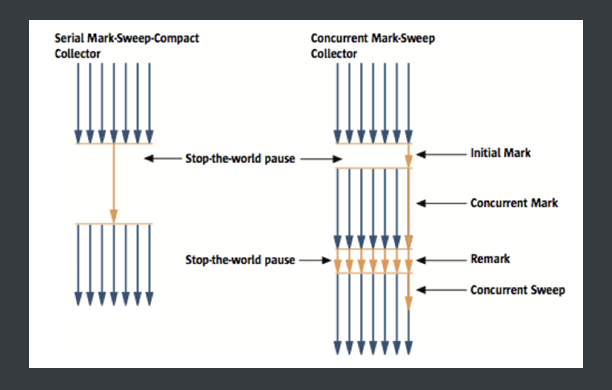 Serial Mark-Sweep-Compact
Collector
Concurrent Mark-Sweep
Collector
Stop-the-world pause
Initial Mark
Concurrent Mark
Stop-the-world pause
Remark
Concurrent Sweep